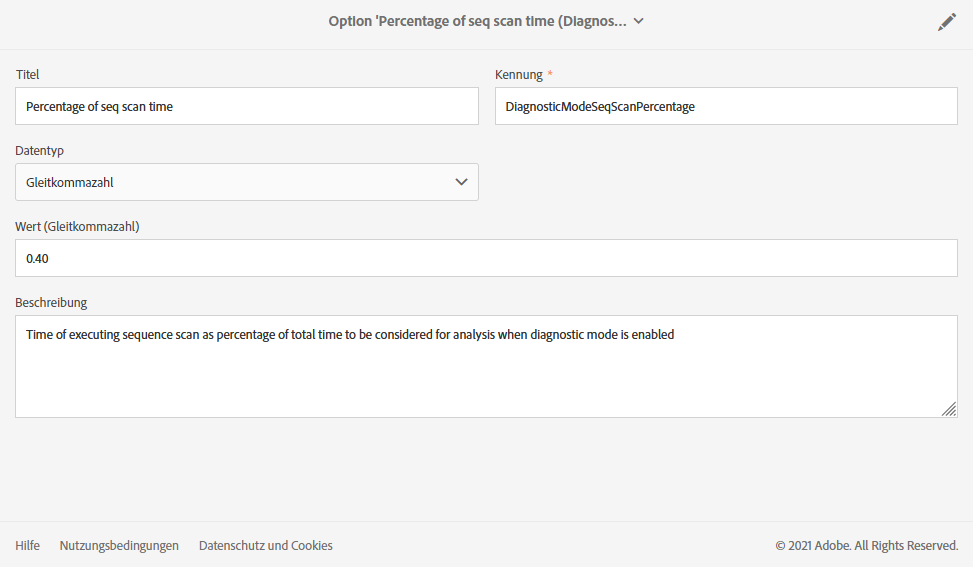 Option 'Percentage of seq scan time (Diagnos...
Titel
Kennung *
Percentage of seq scan time
DiagnosticModeSeqScanPercentage
Datentyp
Gleitkommazahl
Wert (Gleitkommazahl)
0.40
Beschreibung
Time of executing sequence scan as percentage of total time to be considered for analysis when diagnostic mode is enabled
Hilfe Nutzungsbedingungen Datenschutz und Cookies © 2021 Adobe. All Rights Reserved.